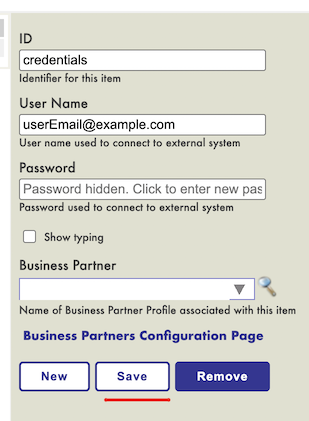 ID
credentials
Identifier for this item
User Name
userEmail@example.com
User name used to connect to external system
Password
Password hidden. Click to enter new pas
Password used to connect to external system
Show typing
Business Partner
Name of Business Partner Profile associated with this item
Business Partners Configuration Page
New Save Remove